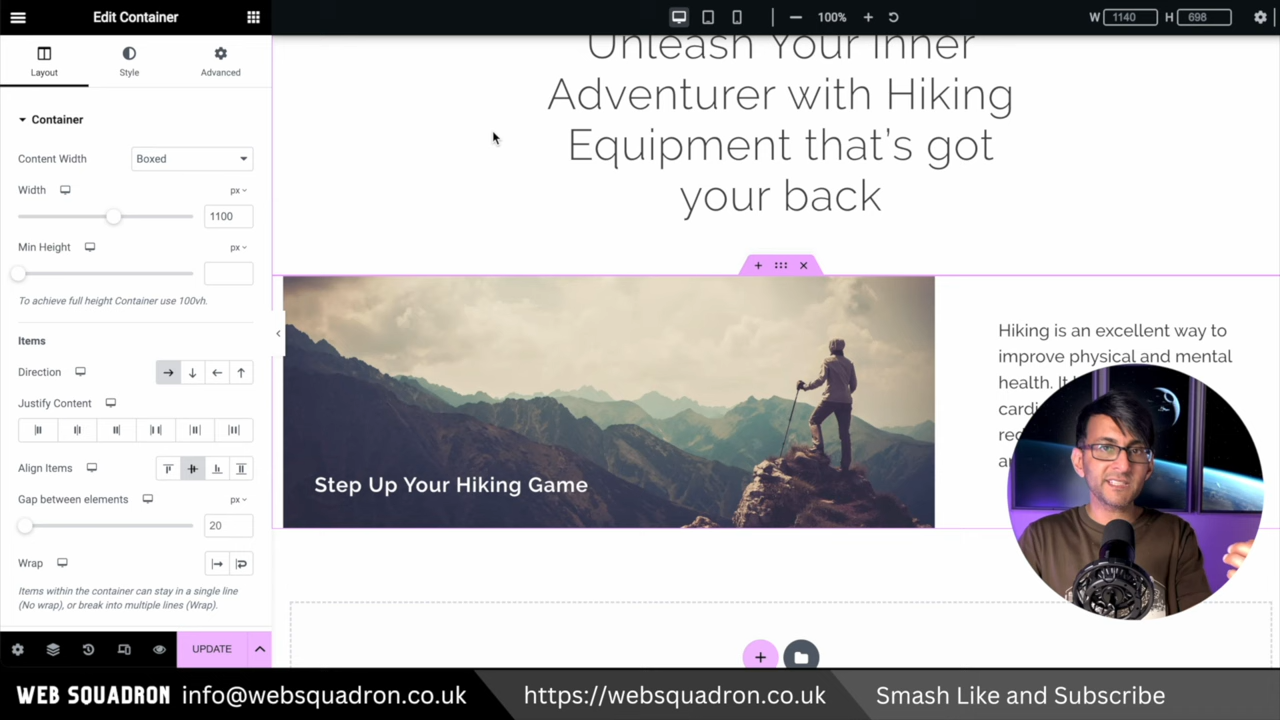 Edit Container
100%
W 1140 H 698
Layout
Style
Advanced
Container
Content Width
Boxed
Width
px
1100
Min Height
px
To achieve full height Container use 100vh.
Items
Direction
Justify Content
Align Items
Gap between elements
px
20
Wrap
Items within the container can stay in a single line
(No wrap), or break into multiple lines (Wrap).
UPDATE
Unleash Your Inner
Adventurer with Hiking
Equipment that’s got
your back
Step Up Your Hiking Game
Hiking is an excellent way to
improve physical and mental
health.
WEB SQUADRON info@websquadron.co.uk
https://websquadron.co.uk
Smash Like and Subscribe